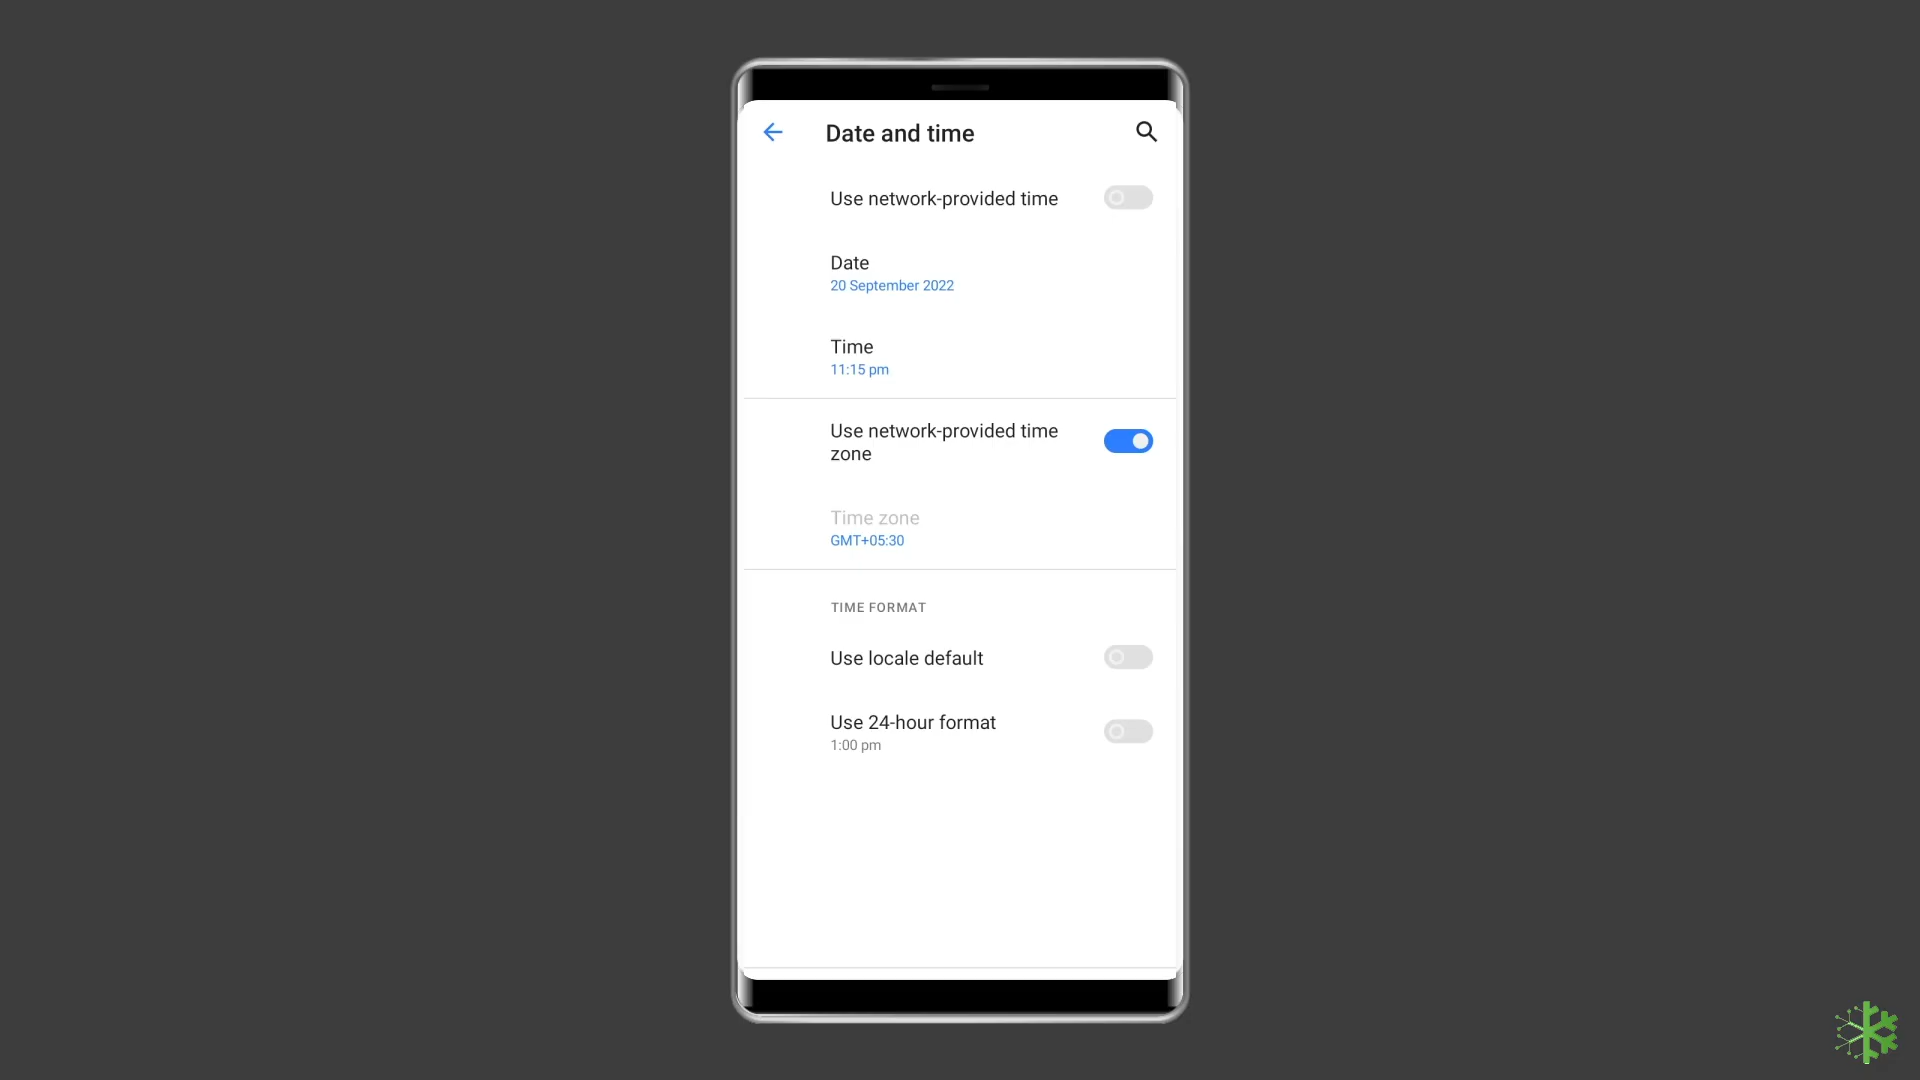 Date and time
Use network-provided time
Date
20 September 2022
Time
11:15 pm
Use network-provided time
zone
Time zone
GMT+05:30
TIME FORMAT
Use locale default
Use 24-hour format
1:00 pm